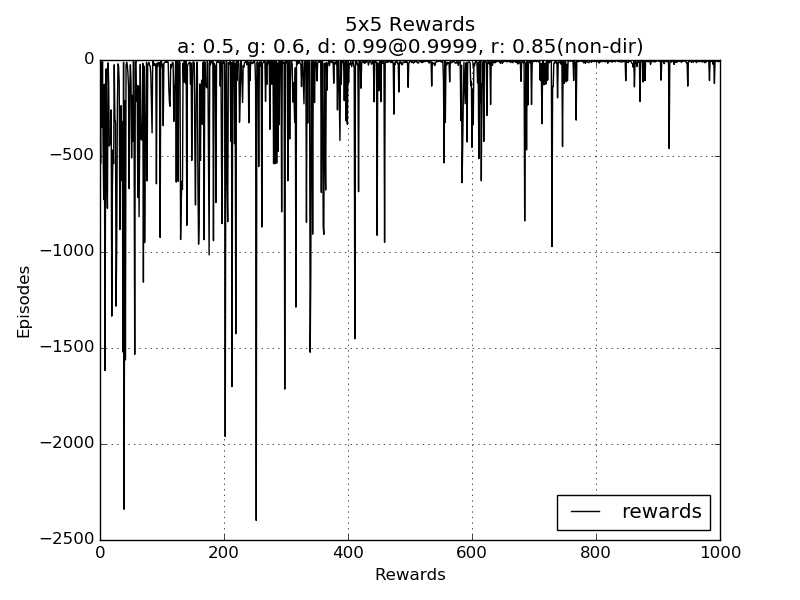 5x5 Rewards
a: 0.5, g: 0.6, d: 0.99@0.9999, r: 0.85(non-dir)
0
−500
−1000
−1500
−2000
−2500
Episodes
rewards
0 200 400 600 800 1000
Rewards